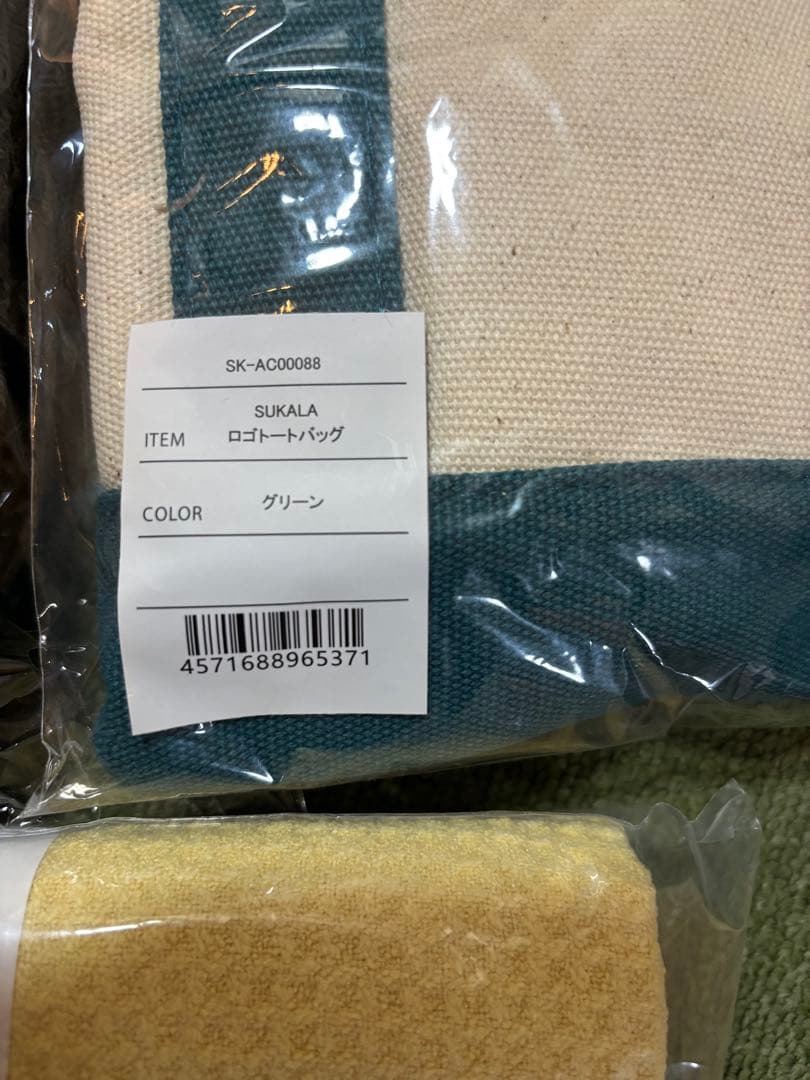 SK-AC00088
SUKALA
ITEM ロゴトートバッグ
COLOR グリーン
4571688965371